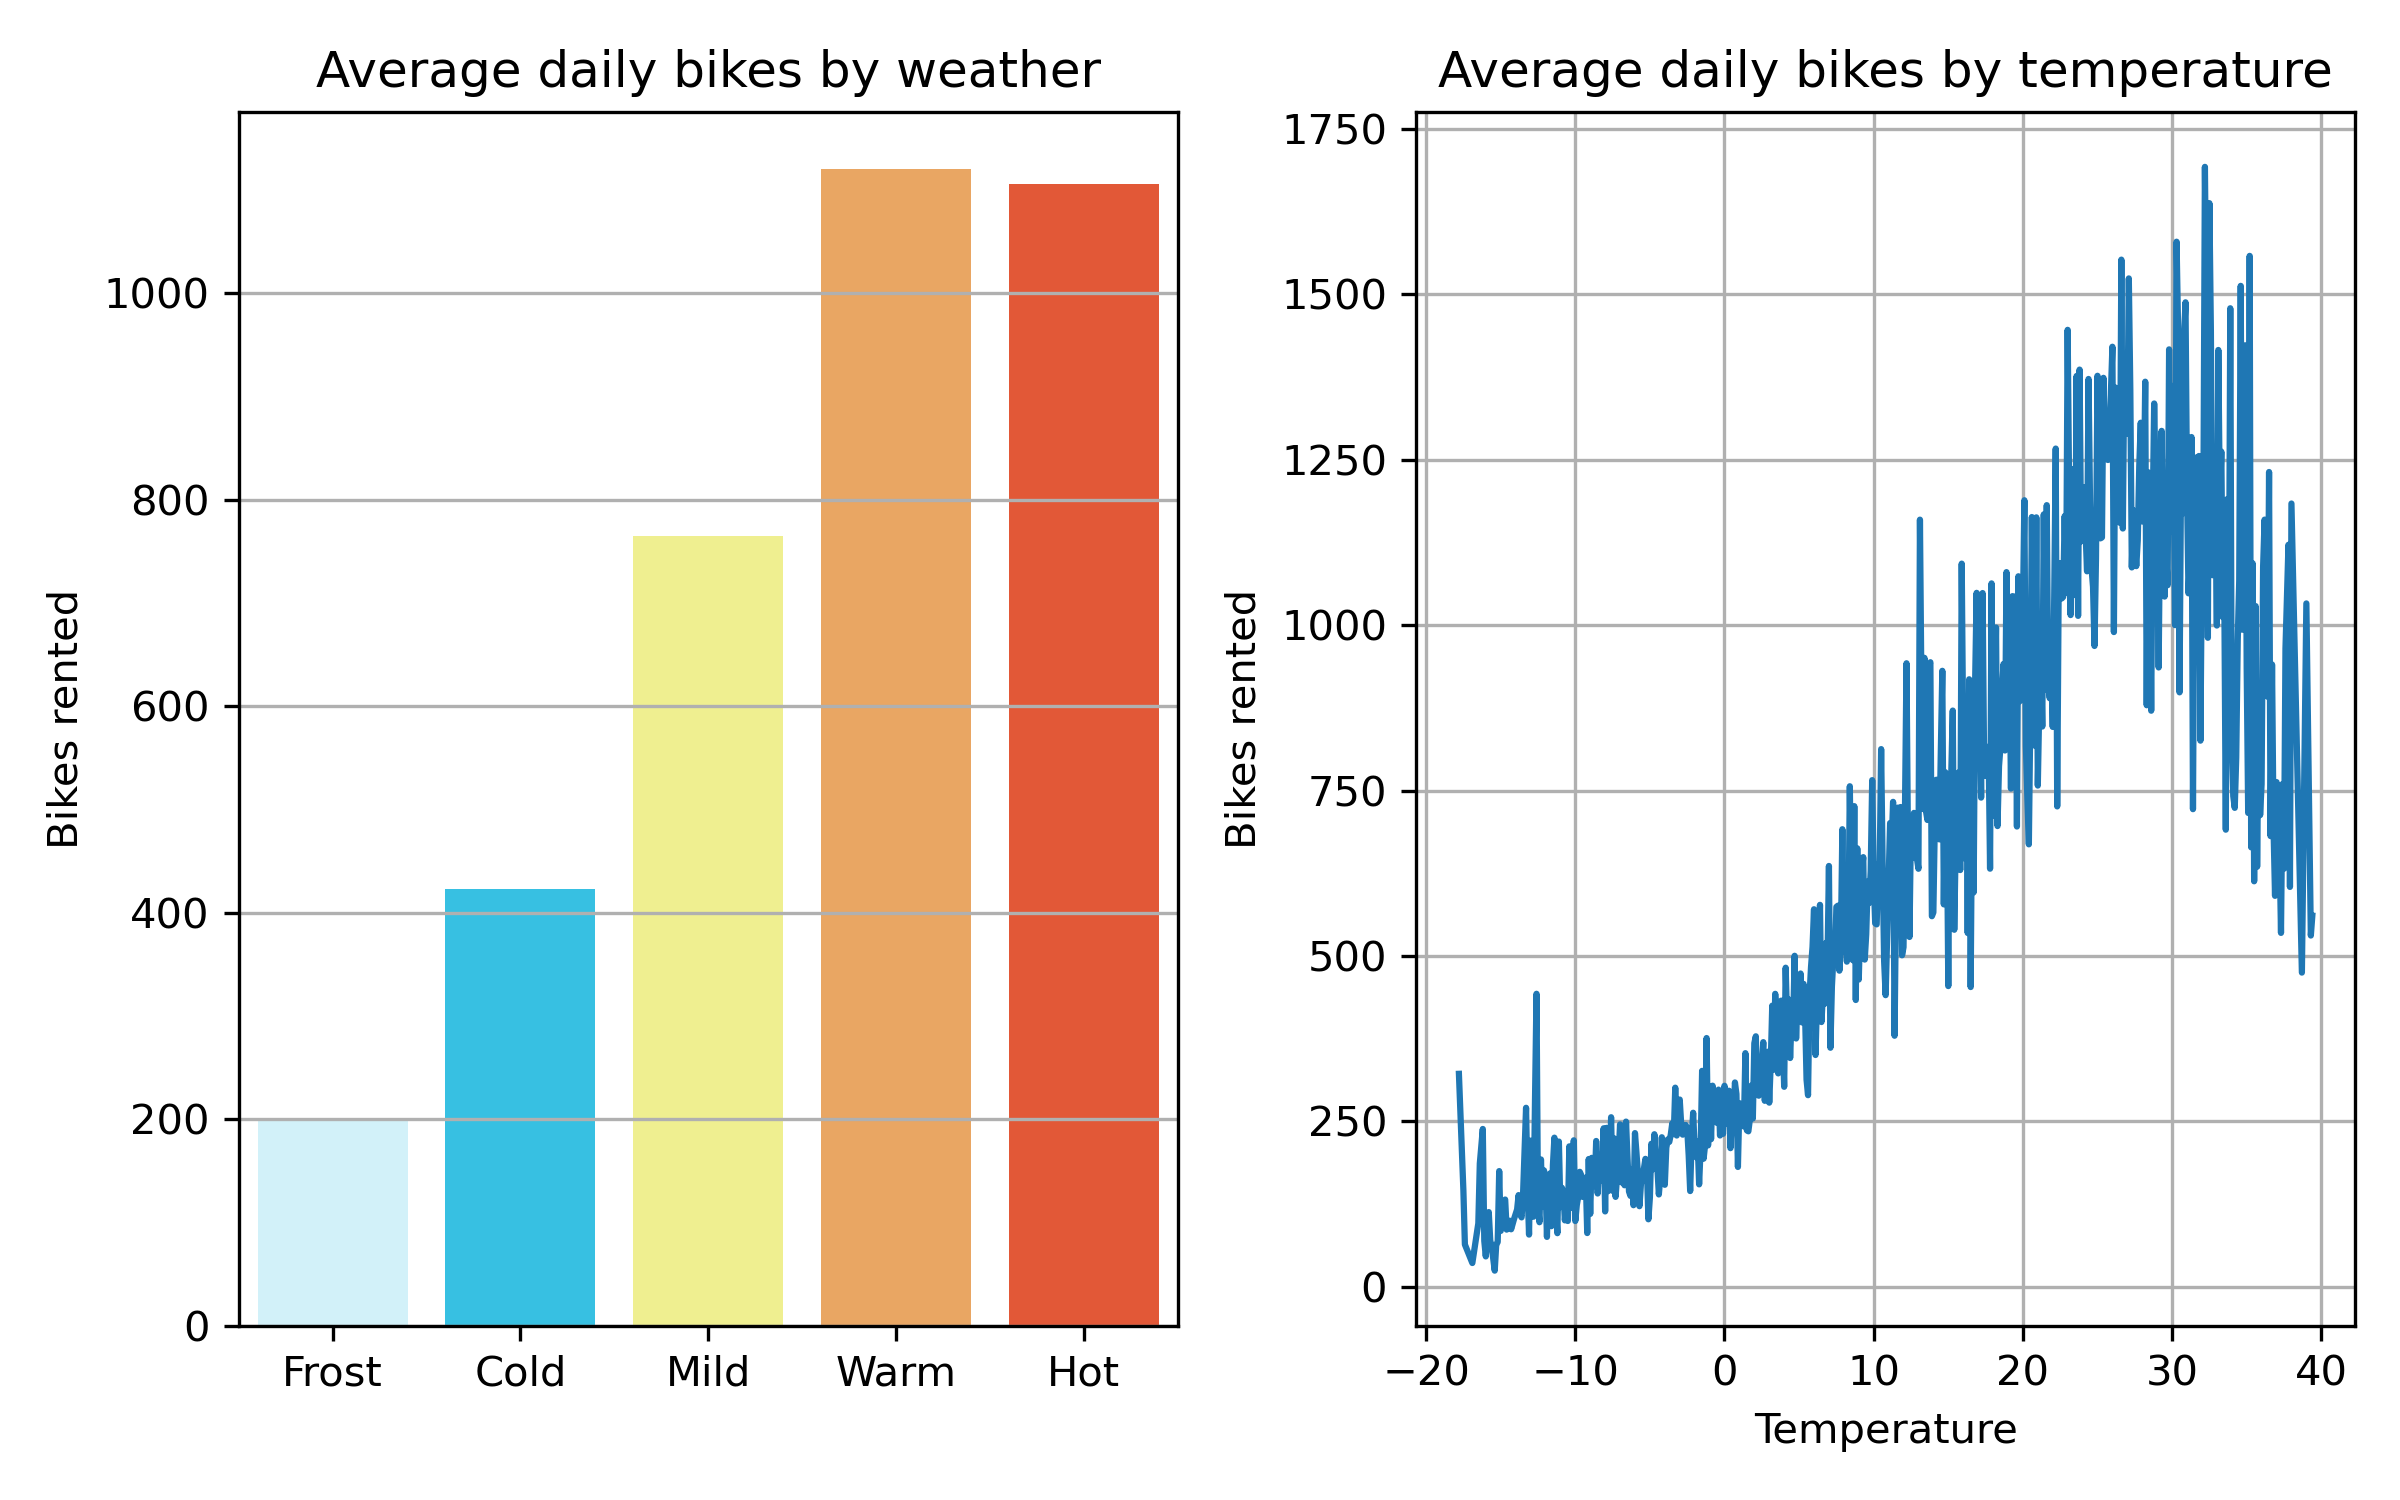 Average daily bikes by weather
Bikes rented
1000
800
600
400
200
0
Frost Cold Mild Warm Hot
Average daily bikes by temperature
Bikes rented
1750
1500
1250
1000
750
500
250
0
−20 −10 0 10 20 30 40
Temperature